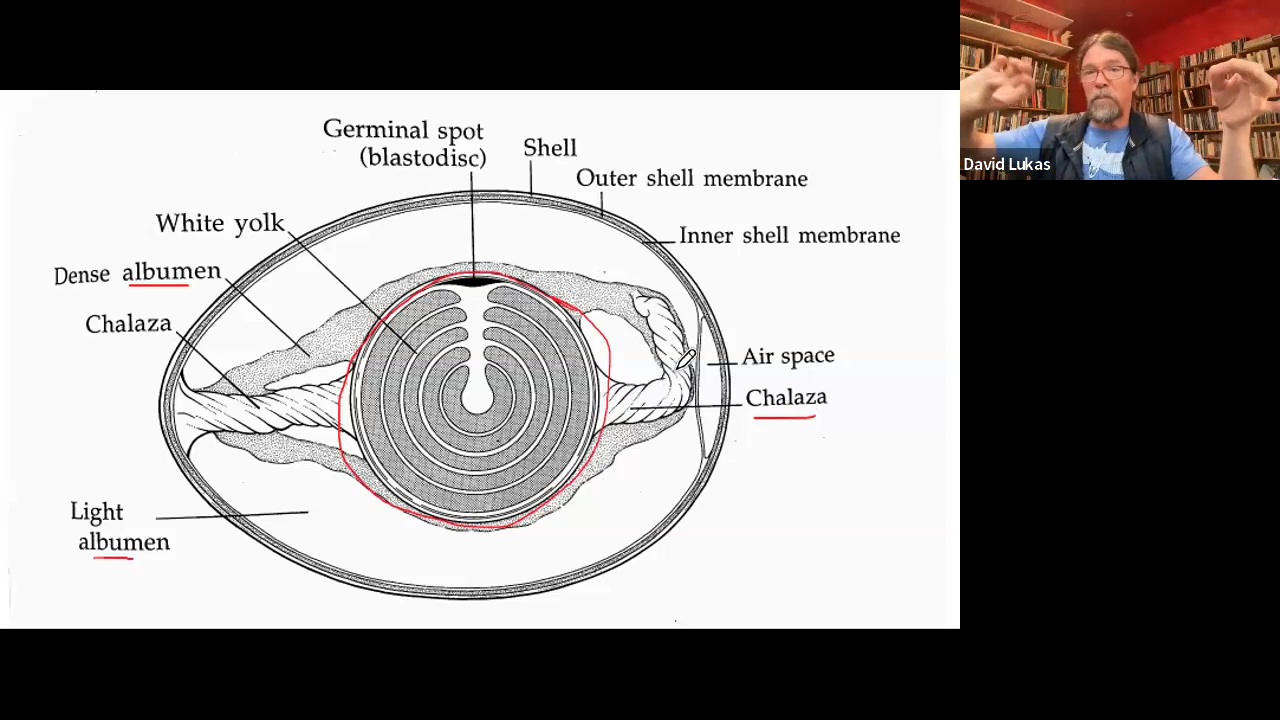 Germinal spot
(blastodisc)
Shell
Outer shell membrane
White yolk
Inner shell membrane
Dense albumen
Chalaza
Air space
Chalaza
Light
albumen
David Lukas